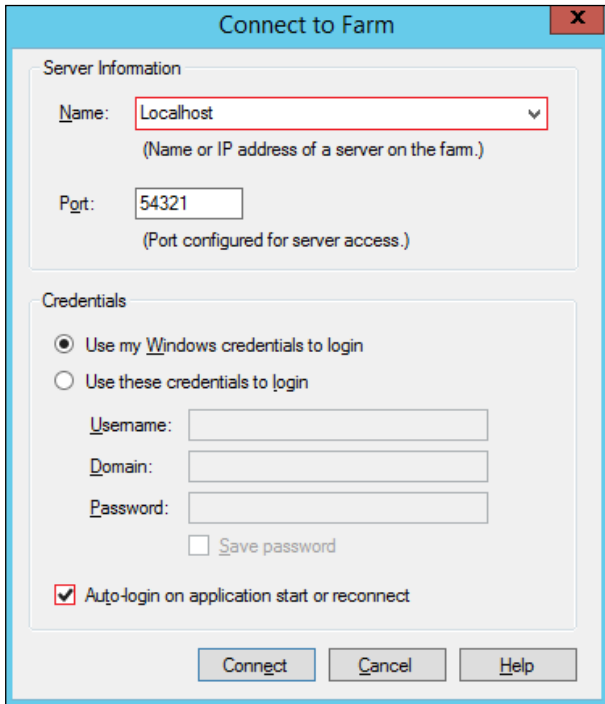 Connect to Farm
x
Server Information
Name: Localhost
(Name or IP address of a server on the farm.)
Port: 54321
(Port configured for server access.)
Credentials
Use my Windows credentials to login
Use these credentials to login
Username:
Domain:
Password:
Save password
Auto-login on application start or reconnect
Connect Cancel Help